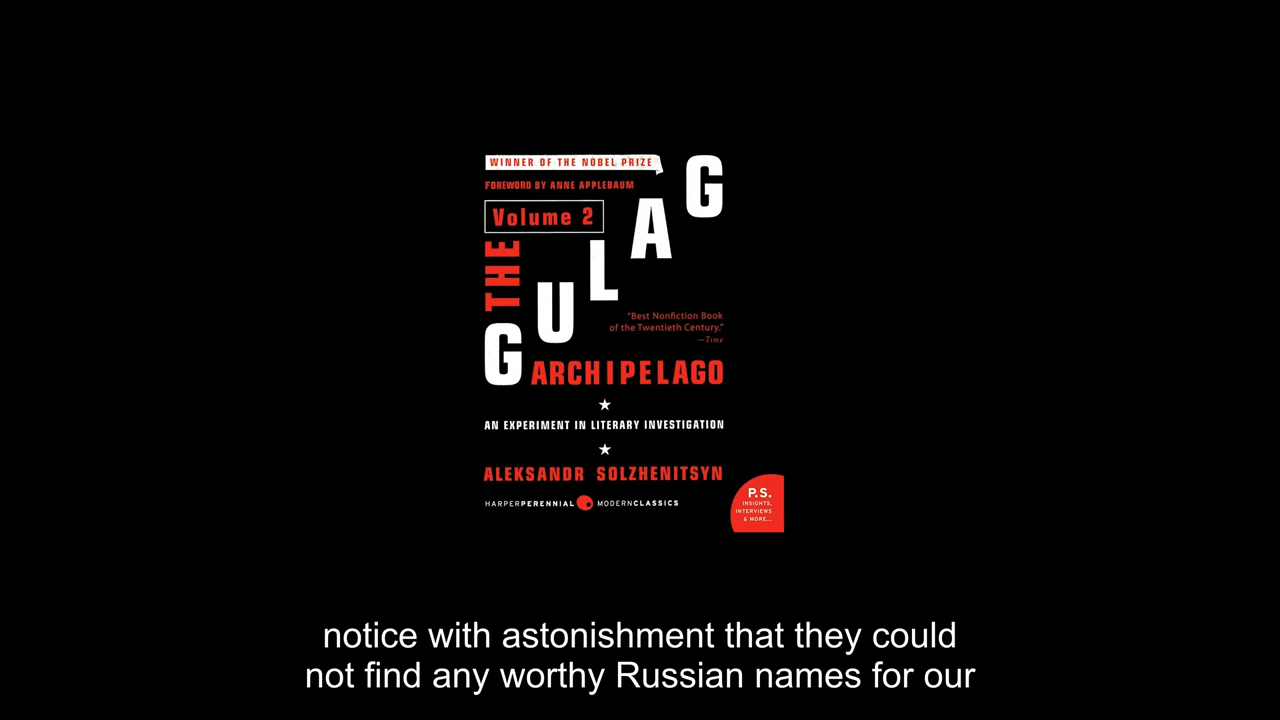 WINNER OF THE NOBEL PRIZE
FOREWORD BY ANNE APPLEBAUM
Volume 2
THE
GULAG
"Best Nonfiction Book
of the Twentieth Century."
—Time
ARCHIPELAGO
AN EXPERIMENT IN LITERARY INVESTIGATION
ALEKSANDR SOLZHENITSYN
HARPERPERENNIAL MODERNCLASSICS
P.S.
INSIGHTS,
INTERVIEWS
& MORE...
notice with astonishment that they could
not find any worthy Russian names for our